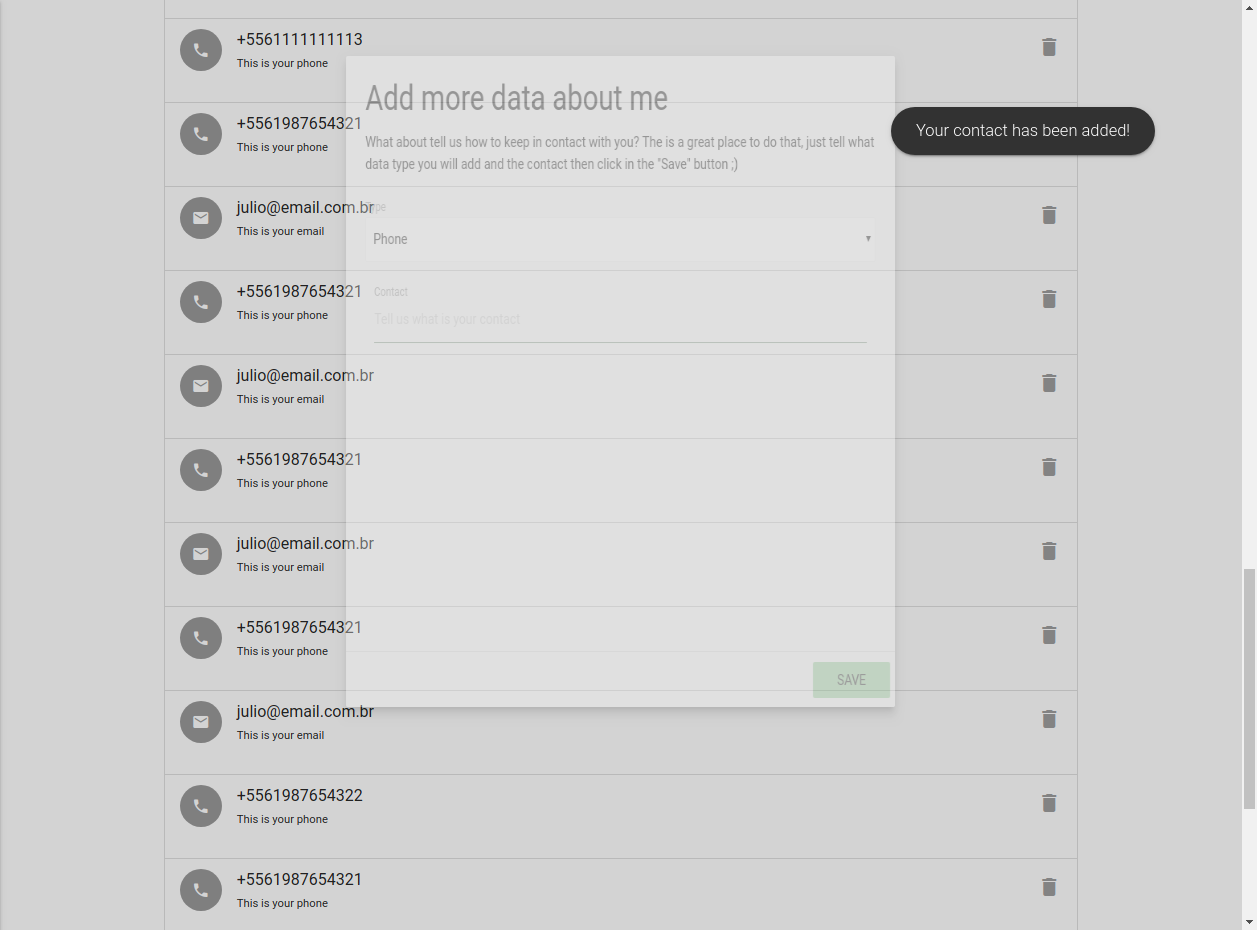 +5561111111113
This is your phone
Add more data about me
What about tell us how to keep in contact with you? The is a great place to do that, just tell what
data type you will add and the contact then click in the "Save" button ;)
Your contact has been added!
+5561987654321
This is your phone
julio@email.com.br
This is your email
Type
Phone
+5561987654321
This is your phone
Contact
Tell us what is your contact
julio@email.com.br
This is your email
+5561987654321
This is your phone
julio@email.com.br
This is your email
+5561987654321
This is your phone
SAVE
julio@email.com.br
This is your email
+5561987654322
This is your phone
+5561987654321
This is your phone